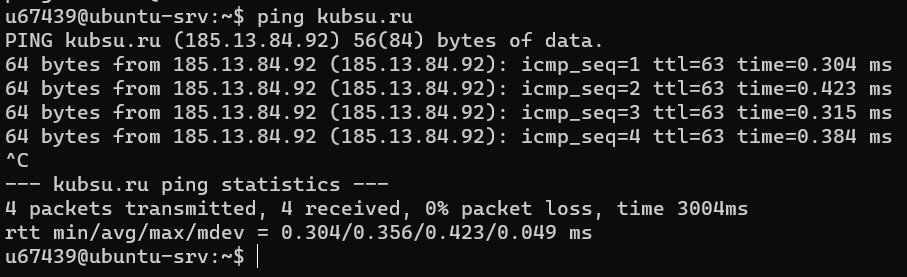 u67439@ubuntu-srv:~$ ping kubsu.ru
PING kubsu.ru (185.13.84.92) 56(84) bytes of data.
64 bytes from 185.13.84.92 (185.13.84.92): icmp_seq=1 ttl=63 time=0.304 ms
64 bytes from 185.13.84.92 (185.13.84.92): icmp_seq=2 ttl=63 time=0.423 ms
64 bytes from 185.13.84.92 (185.13.84.92): icmp_seq=3 ttl=63 time=0.315 ms
64 bytes from 185.13.84.92 (185.13.84.92): icmp_seq=4 ttl=63 time=0.384 ms
^C
--- kubsu.ru ping statistics ---
4 packets transmitted, 4 received, 0% packet loss, time 3004ms
rtt min/avg/max/mdev = 0.304/0.356/0.423/0.049 ms
u67439@ubuntu-srv:~$